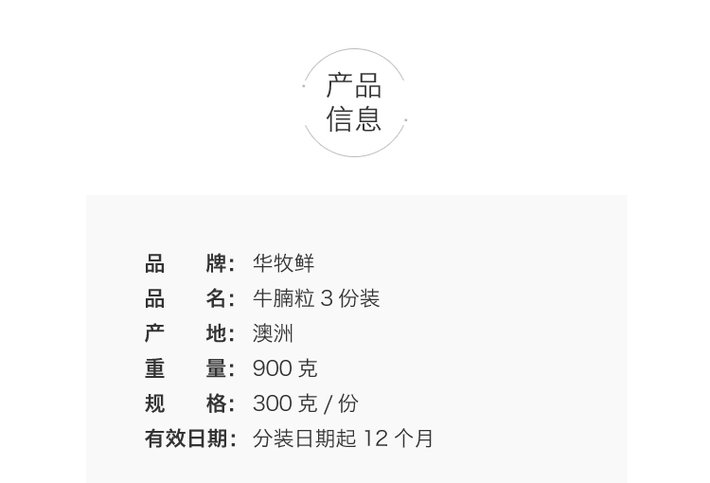 产品
信息
品牌：华牧鲜
品名：牛腩粒 3 份装
产地：澳洲
重量：900 克
规格：300 克 / 份
有效日期：分装日期起 12 个月